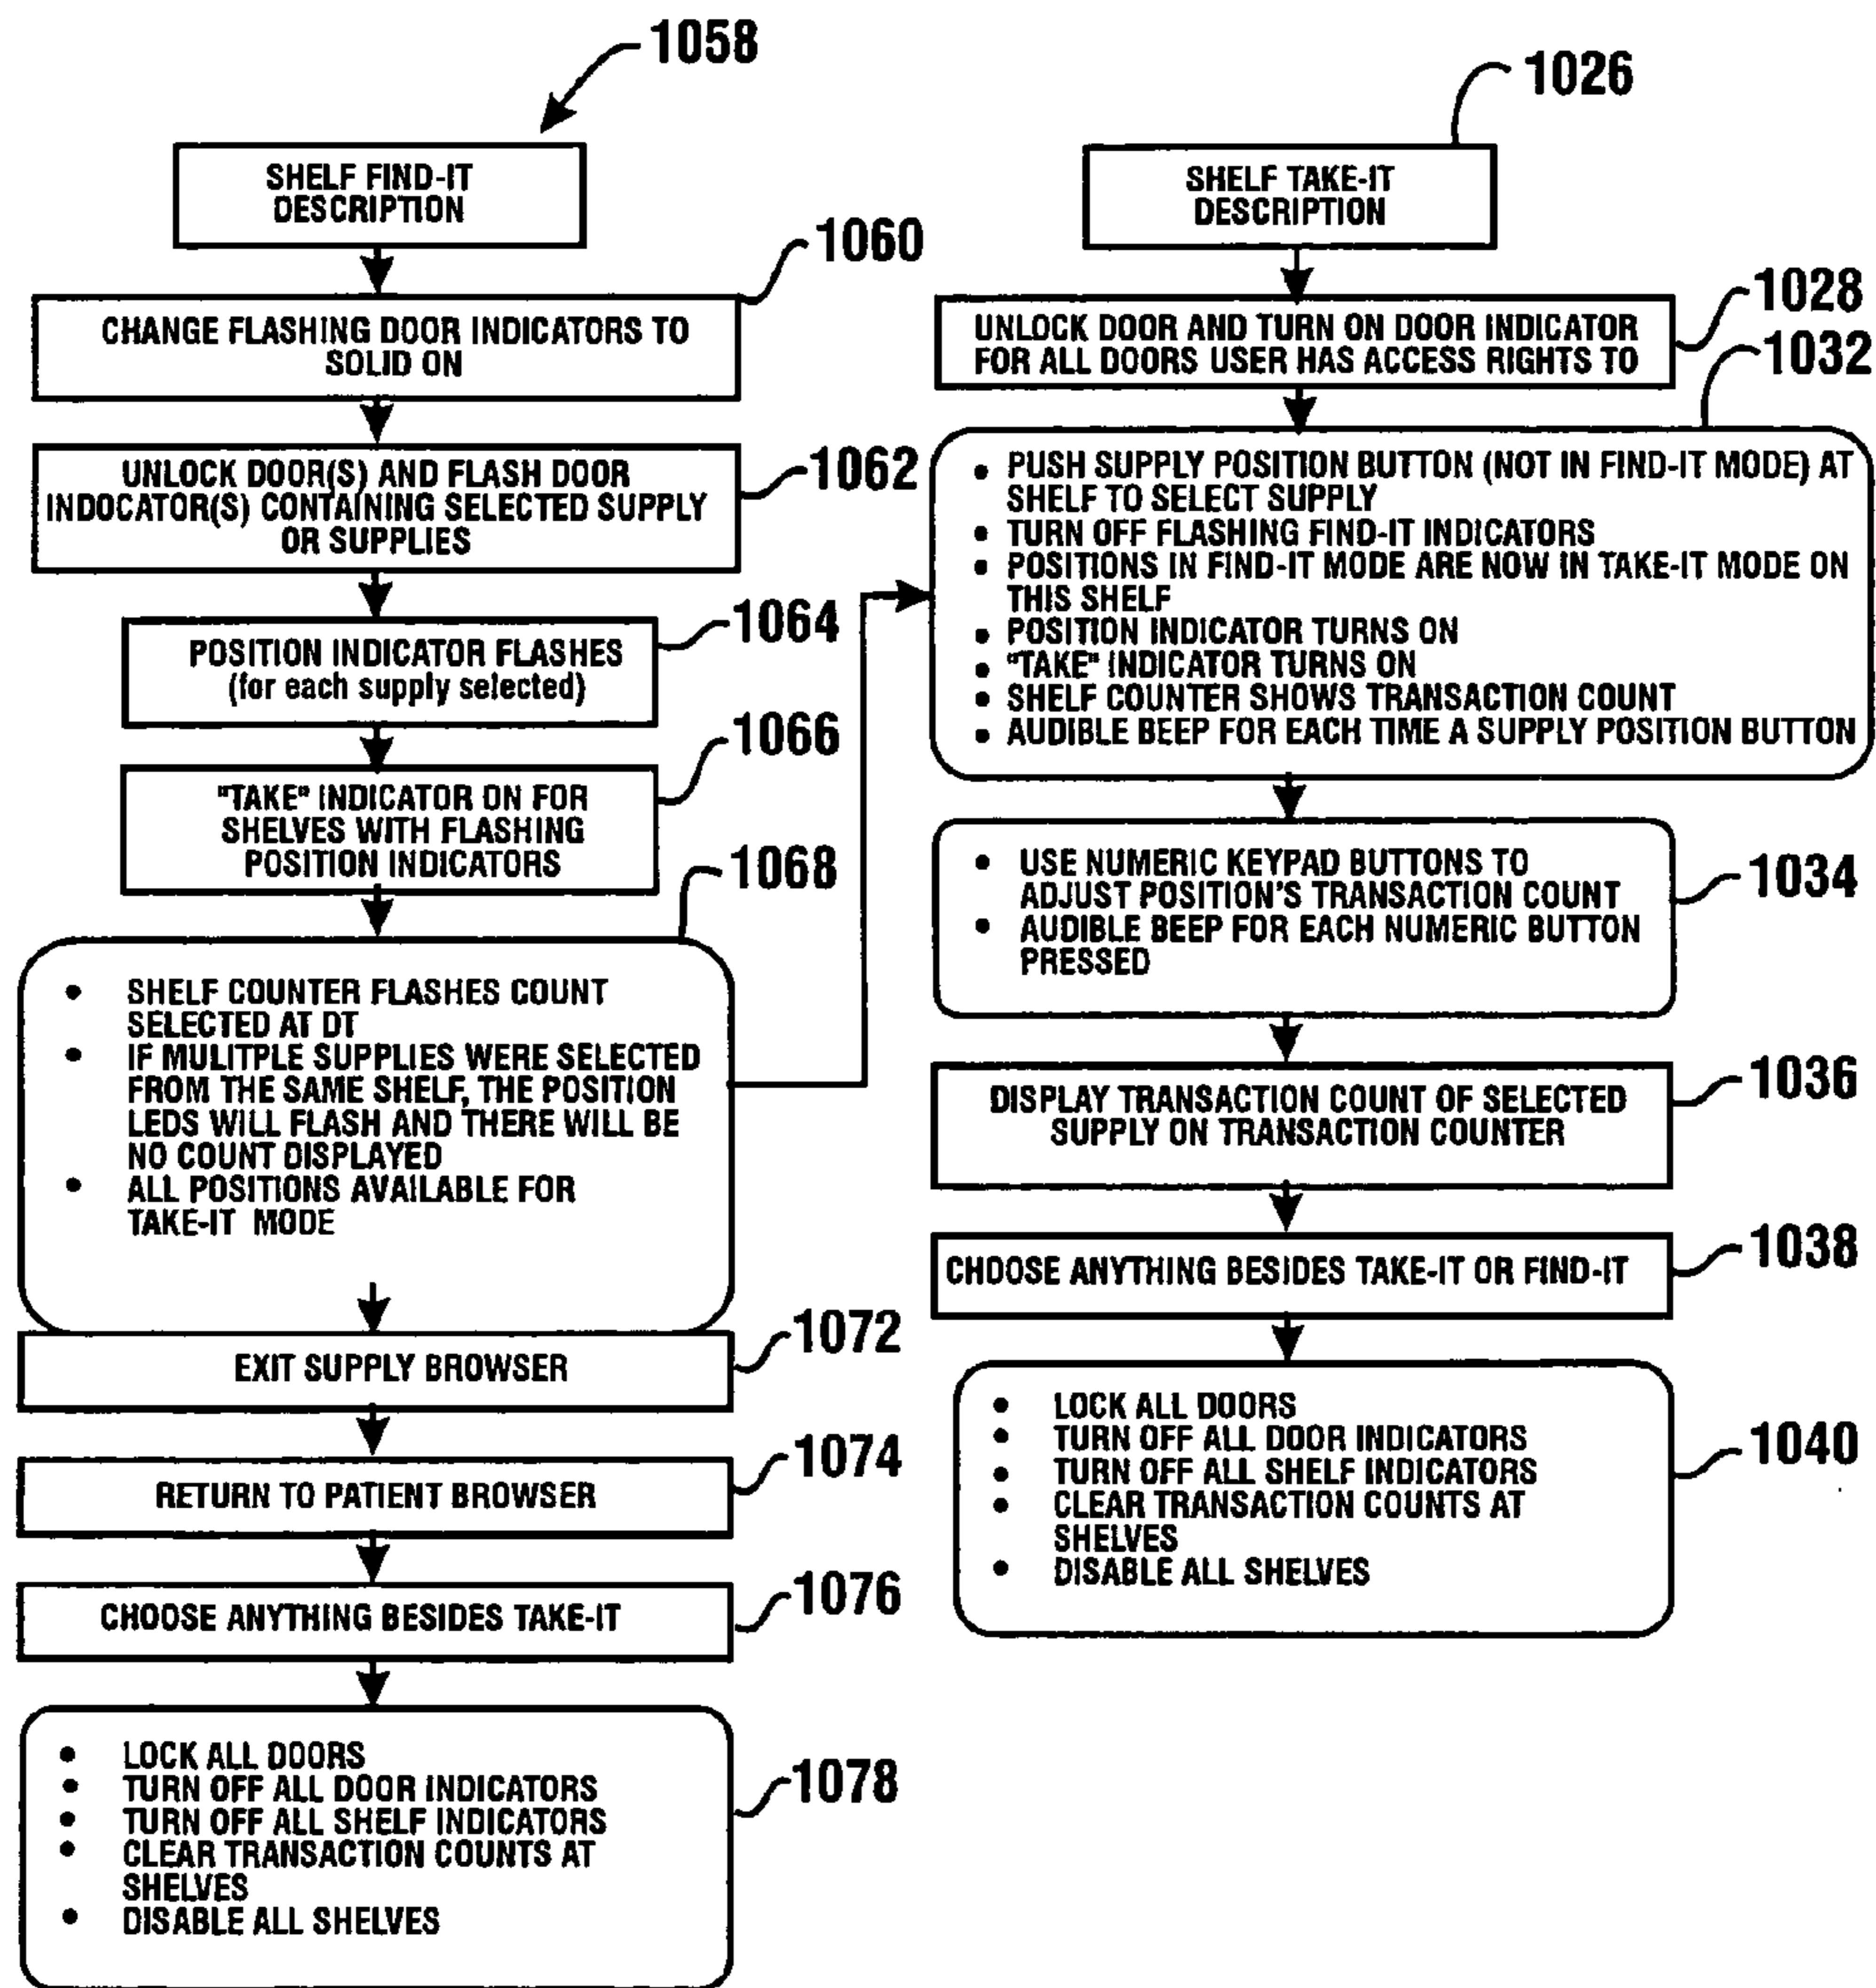 1058
SHELF FIND-IT
DESCRIPTION
1060
CHANGE FLASHING DOOR INDICATORS TO
SOLID ON
UNLOCK DOOR(S) AND FLASH DOOR
INDOCATOR(S) CONTAINING SELECTED SUPPLY
OR SUPPLIES
1062
POSITION INDICATOR FLASHES
(for each supply selected)
1064
"TAKE" INDICATOR ON FOR
SHELVES WITH FLASHING
POSITION INDICATORS
1066
1068
• SHELF COUNTER FLASHES COUNT
SELECTED AT DT
• IF MULITPLE SUPPLIES WERE SELECTED
FROM THE SAME SHELF, THE POSITION
LEDS WILL FLASH AND THERE WILL BE
NO COUNT DISPLAYED
• ALL POSITIONS AVAILABLE FOR
TAKE-IT MODE
EXIT SUPPLY BROWSER
1072
RETURN TO PATIENT BROWSER
1074
CHOOSE ANYTHING BESIDES TAKE-IT
1076
• LOCK ALL DOORS
• TURN OFF ALL DOOR INDICATORS
• TURN OFF ALL SHELF INDICATORS
• CLEAR TRANSACTION COUNTS AT
SHELVES
• DISABLE ALL SHELVES
1078
1026
SHELF TAKE-IT
DESCRIPTION
UNLOCK DOOR AND TURN ON DOOR INDICATOR
FOR ALL DOORS USER HAS ACCESS RIGHTS TO
1028
1032
• PUSH SUPPLY POSITION BUTTON (NOT IN FIND-IT MODE) AT
SHELF TO SELECT SUPPLY
• TURN OFF FLASHING FIND-IT INDICATORS
• POSITIONS IN FIND-IT MODE ARE NOW IN TAKE-IT MODE ON
THIS SHELF
• POSITION INDICATOR TURNS ON
• "TAKE" INDICATOR TURNS ON
• SHELF COUNTER SHOWS TRANSACTION COUNT
• AUDIBLE BEEP FOR EACH TIME A SUPPLY POSITION BUTTON
• USE NUMERIC KEYPAD BUTTONS TO
ADJUST POSITION'S TRANSACTION COUNT
• AUDIBLE BEEP FOR EACH NUMERIC BUTTON
PRESSED
1034
DISPLAY TRANSACTION COUNT OF SELECTED
SUPPLY ON TRANSACTION COUNTER
1036
CHOOSE ANYTHING BESIDES TAKE-IT OR FIND-IT
1038
• LOCK ALL DOORS
• TURN OFF ALL DOOR INDICATORS
• TURN OFF ALL SHELF INDICATORS
• CLEAR TRANSACTION COUNTS AT
SHELVES
• DISABLE ALL SHELVES
1040